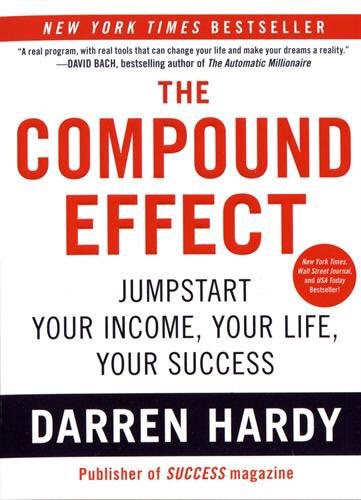 NEW YORK TIMES BESTSELLER
“A real program, with real tools that can change your life and make your dreams a reality.”
—DAVID BACH, bestselling author of The Automatic Millionaire
THE
COMPOUND
EFFECT
New York Times,
Wall Street Journal,
and USA Today
Bestseller!
JUMPSTART
YOUR INCOME, YOUR LIFE,
YOUR SUCCESS
DARREN HARDY
Publisher of SUCCESS magazine